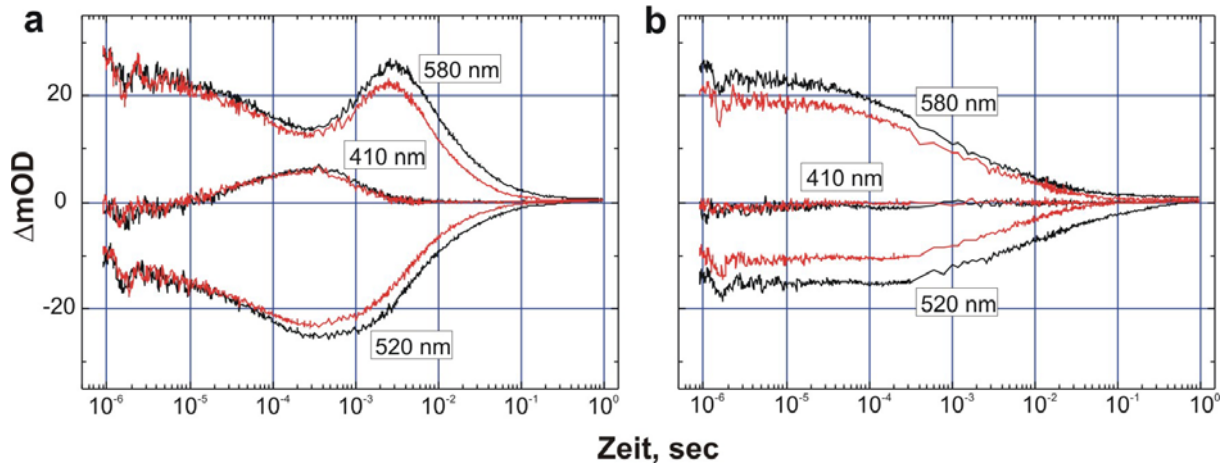 a
b
ΔmOD
20
0
-20
580 nm
410 nm
520 nm
580 nm
410 nm
520 nm
10⁻⁶ 10⁻⁵ 10⁻⁴ 10⁻³ 10⁻² 10⁻¹ 10⁰
10⁻⁶ 10⁻⁵ 10⁻⁴ 10⁻³ 10⁻² 10⁻¹ 10⁰
Zeit, sec